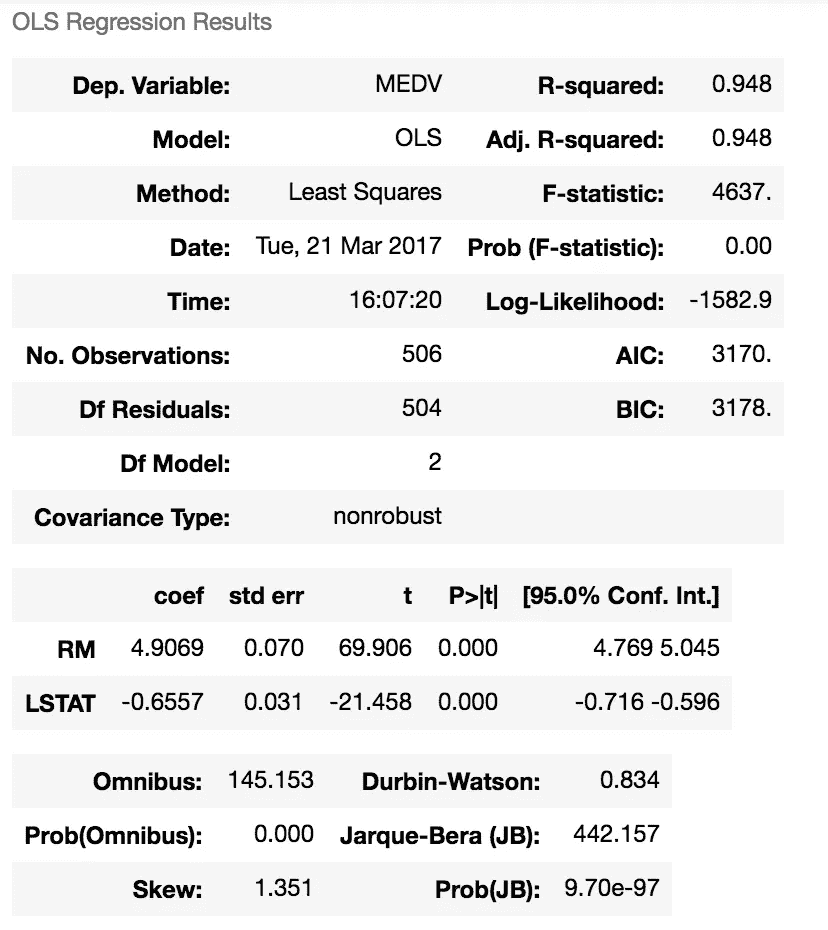 OLS Regression Results
Dep. Variable: MEDV R-squared: 0.948
Model: OLS Adj. R-squared: 0.948
Method: Least Squares F-statistic: 4637.
Date: Tue, 21 Mar 2017 Prob (F-statistic): 0.00
Time: 16:07:20 Log-Likelihood: -1582.9
No. Observations: 506 AIC: 3170.
Df Residuals: 504 BIC: 3178.
Df Model: 2
Covariance Type: nonrobust
coef std err t P>|t| [95.0% Conf. Int.]
RM 4.9069 0.070 69.906 0.000 4.769 5.045
LSTAT -0.6557 0.031 -21.458 0.000 -0.716 -0.596
Omnibus: 145.153 Durbin-Watson: 0.834
Prob(Omnibus): 0.000 Jarque-Bera (JB): 442.157
Skew: 1.351 Prob(JB): 9.70e-97